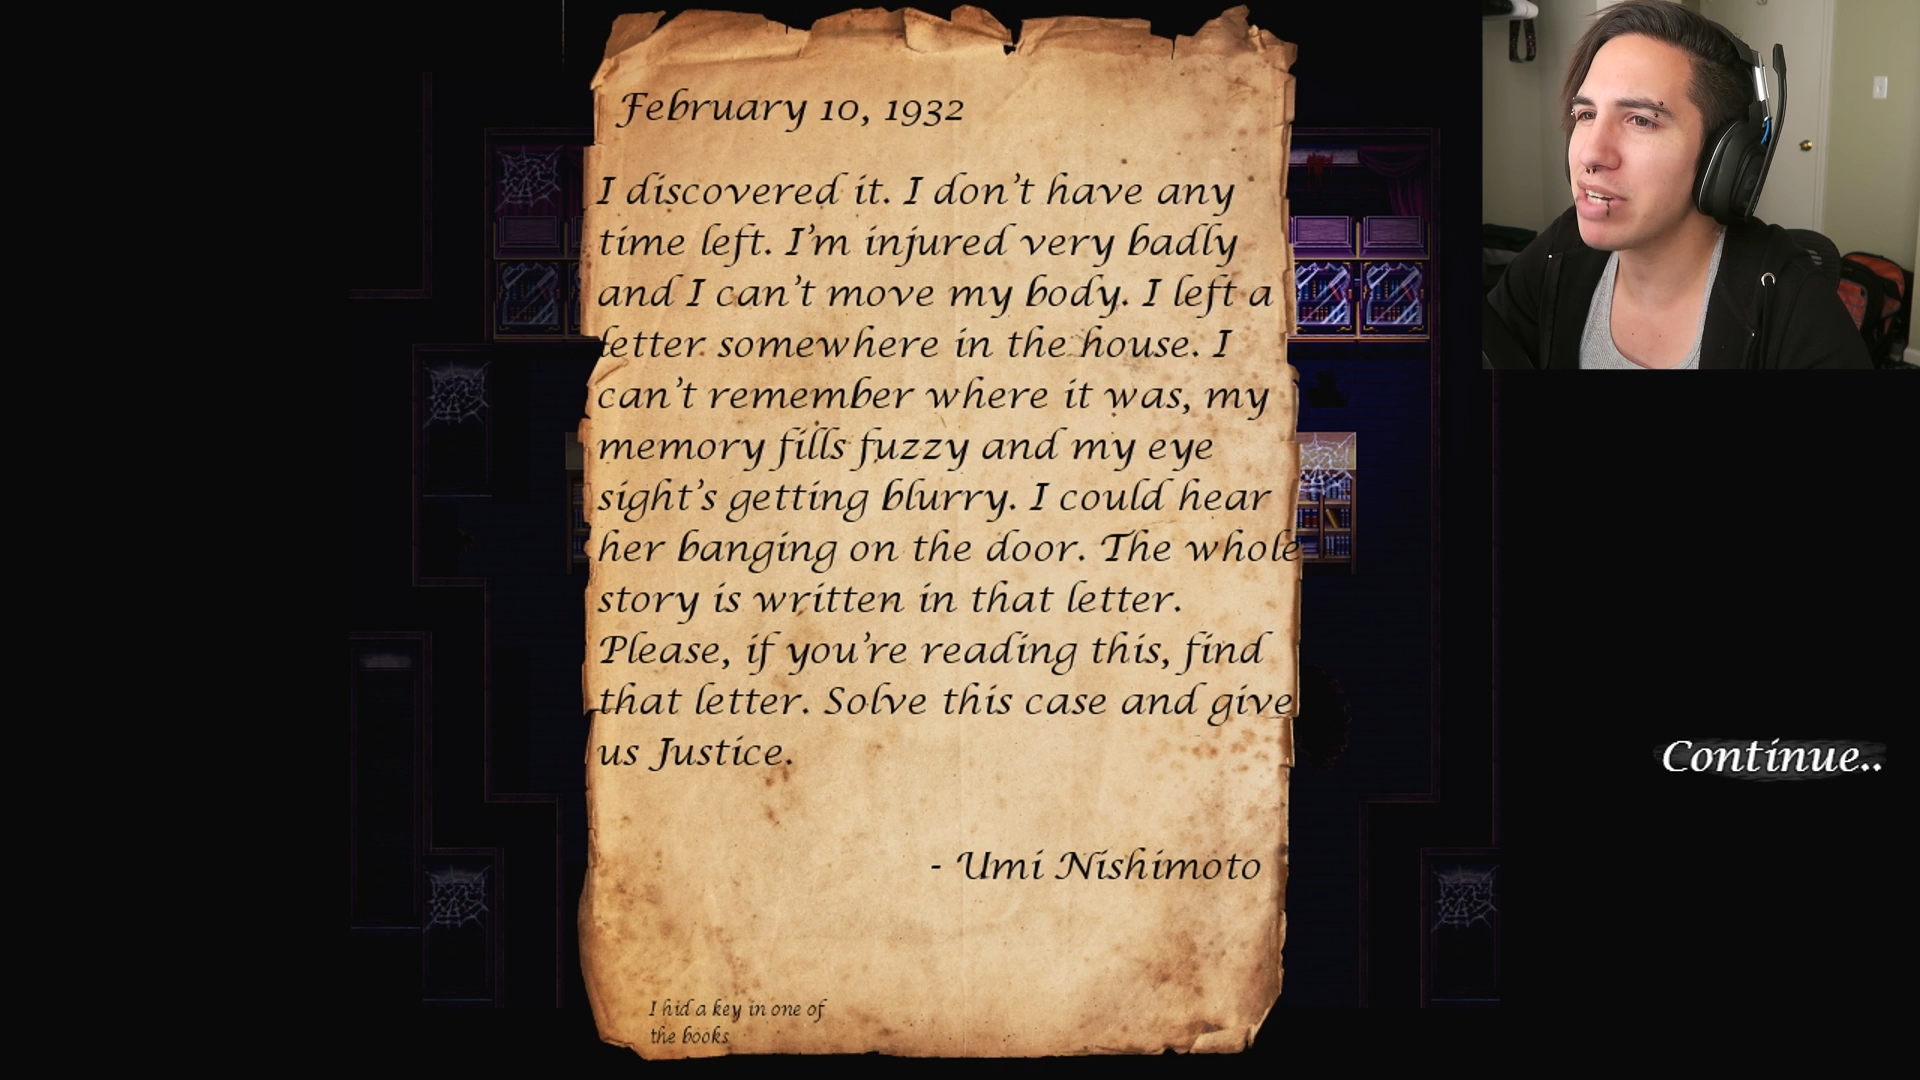 February 10, 1932
I discovered it. I don't have any
time left. I'm injured very badly
and I can't move my body. I left a
letter somewhere in the house. I
can't remember where it was, my
memory fills fuzzy and my eye
sight's getting blurry. I could hear
her banging on the door. The whole
story is written in that letter.
Please, if you're reading this, find
that letter. Solve this case and give
us Justice.
- Umi Nishimoto
I hid a key in one of
the books
Continue..